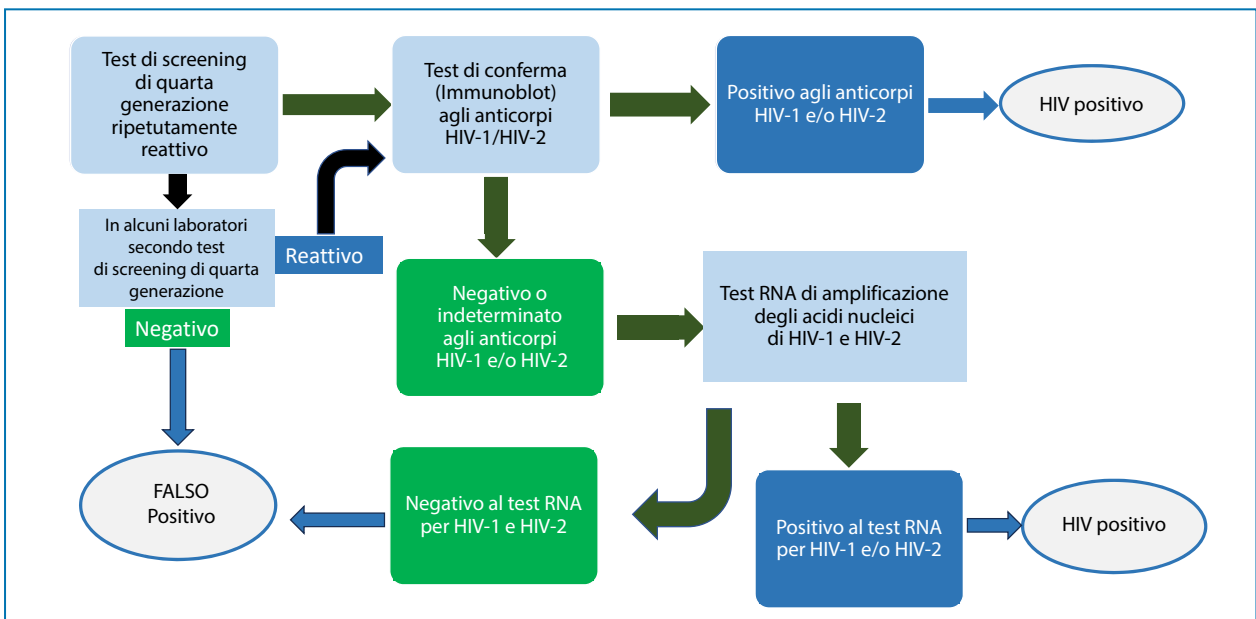 Test di screening
di quarta
generazione
ripetutamente
reattivo
Test di conferma
(Immunoblot)
agli anticorpi
HIV-1/HIV-2
Positivo agli anticorpi
HIV-1 e/o HIV-2
HIV positivo
In alcuni laboratori
secondo test
di screening di quarta
generazione
Reattivo
Negativo
Negativo o
indeterminato
agli anticorpi
HIV-1 e/o HIV-2
Test RNA di amplificazione
degli acidi nucleici
di HIV-1 e HIV-2
FALSO
Positivo
Negativo al test RNA
per HIV-1 e HIV-2
Positivo al test RNA
per HIV-1 e/o HIV-2
HIV positivo